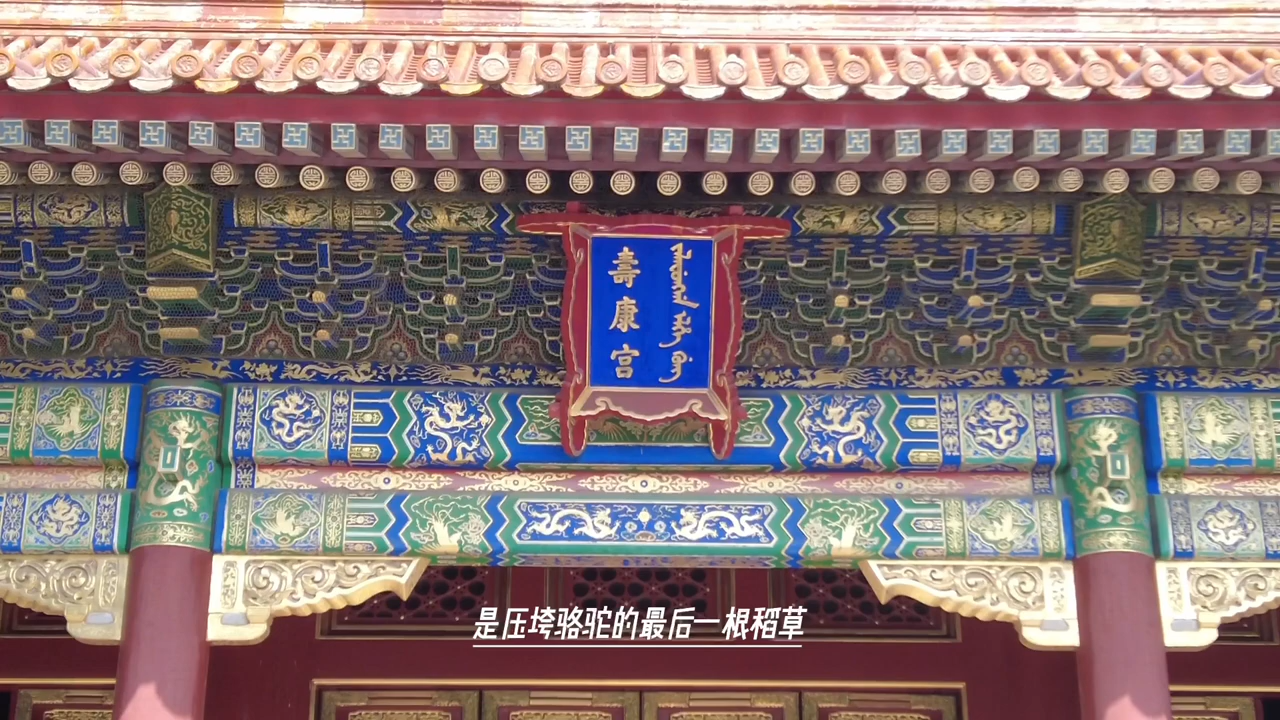 壽康宮
是压垮骆驼的最后一根稻草